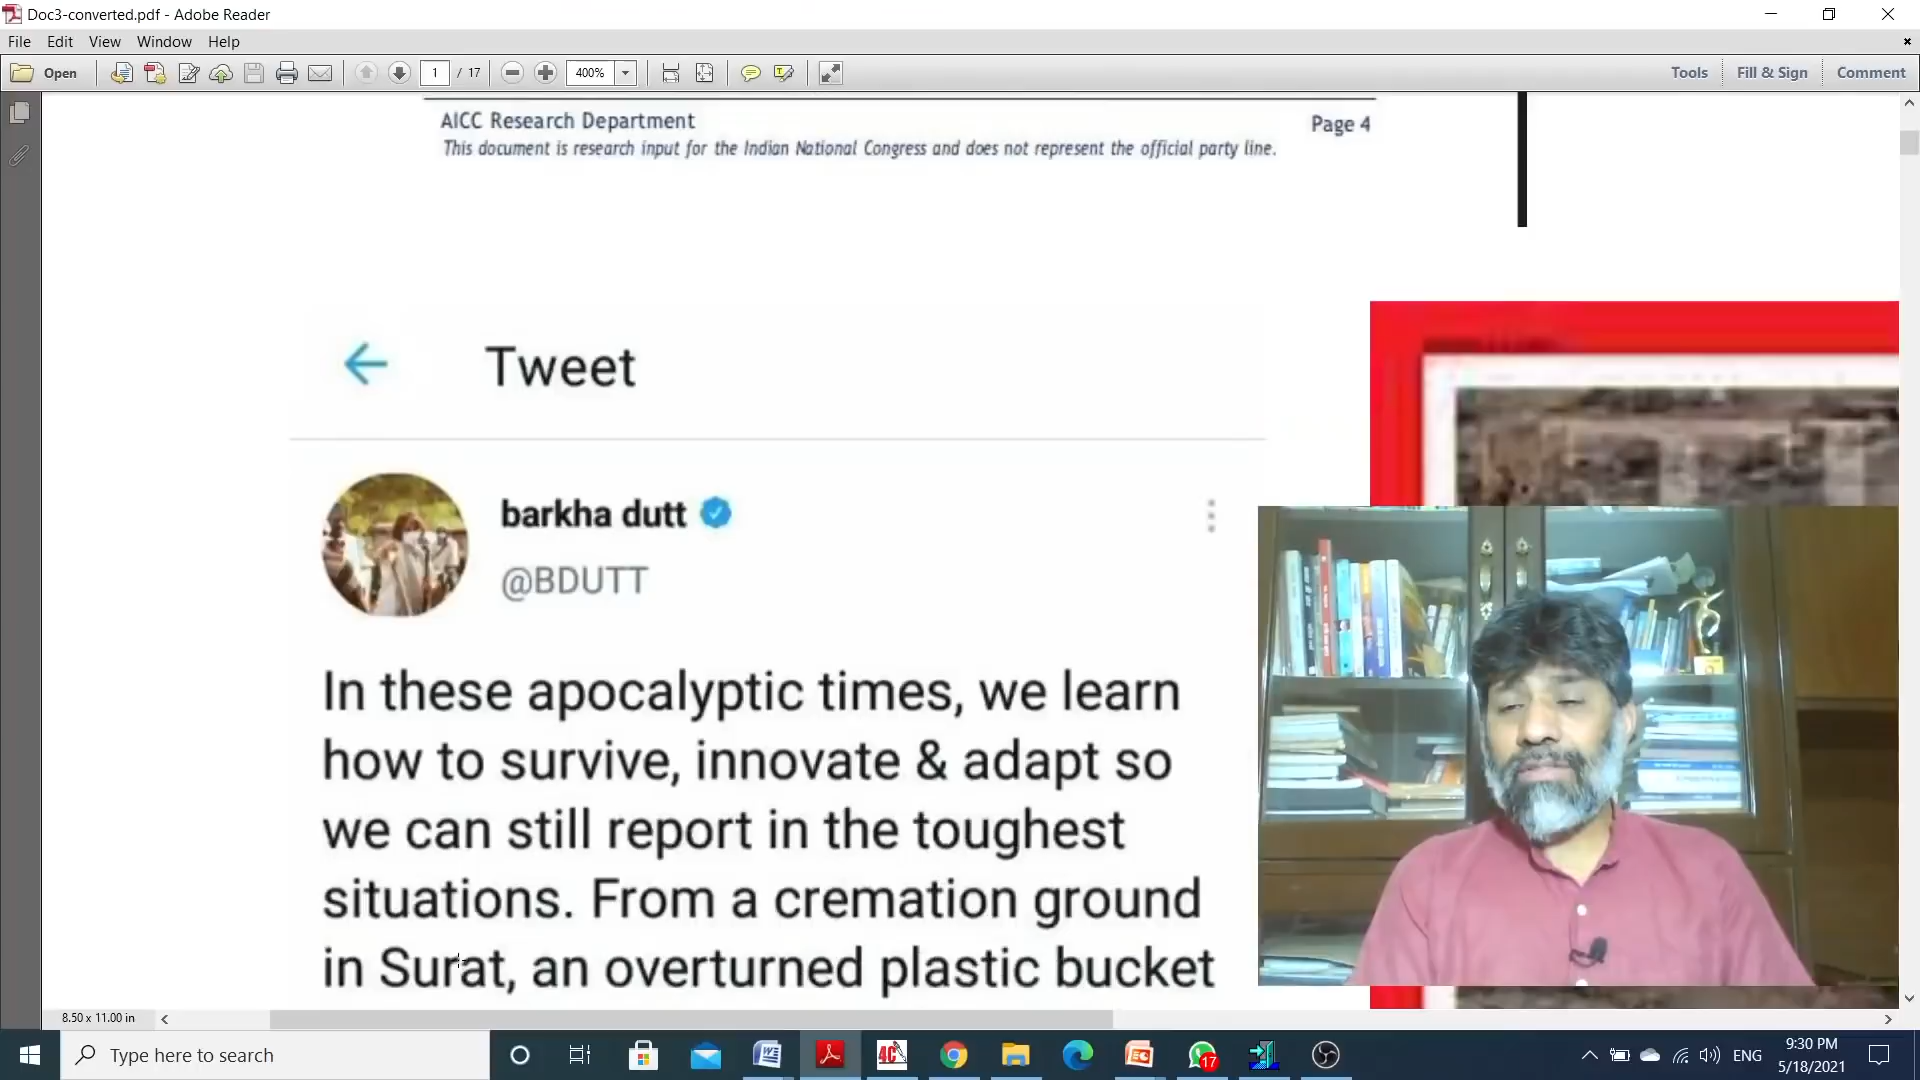 Doc3-converted.pdf - Adobe Reader
File Edit View Window Help
Open 1 / 17 400% Tools Fill & Sign Comment
AICC Research Department Page 4
This document is research input for the Indian National Congress and does not represent the official party line.
Tweet
barkha dutt
@BDUTT
In these apocalyptic times, we learn
how to survive, innovate & adapt so
we can still report in the toughest
situations. From a cremation ground
in Surat, an overturned plastic bucket
8.50 x 11.00 in
Type here to search
17
ENG
9:30 PM
5/18/2021